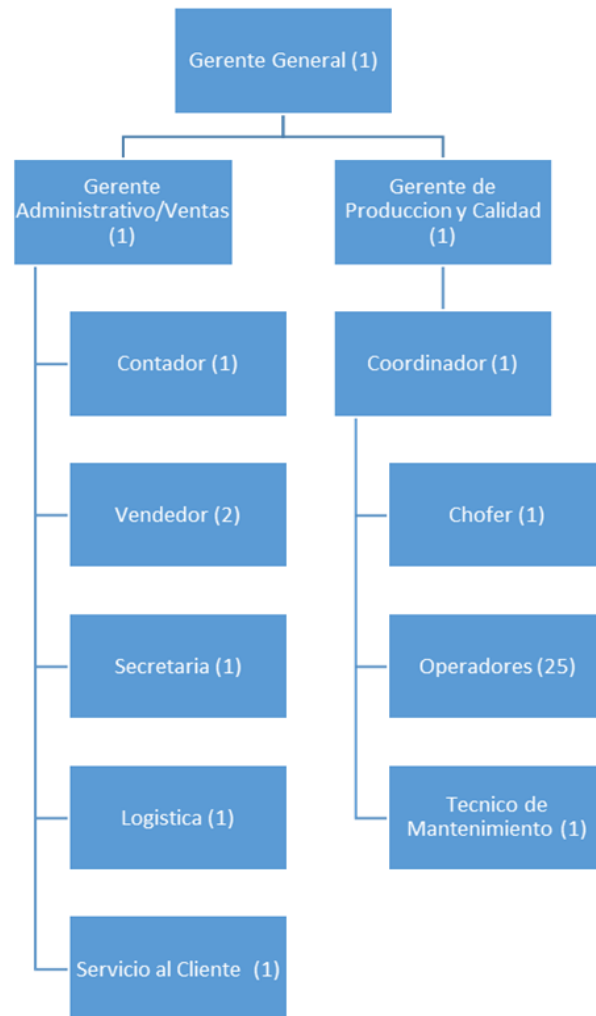 Gerente General (1)
Gerente
Administrativo/Ventas
(1)
Gerente de
Produccion y Calidad
(1)
Contador (1)
Coordinador (1)
Vendedor (2)
Chofer (1)
Secretaria (1)
Operadores (25)
Logistica (1)
Tecnico de
Mantenimiento (1)
Servicio al Cliente (1)